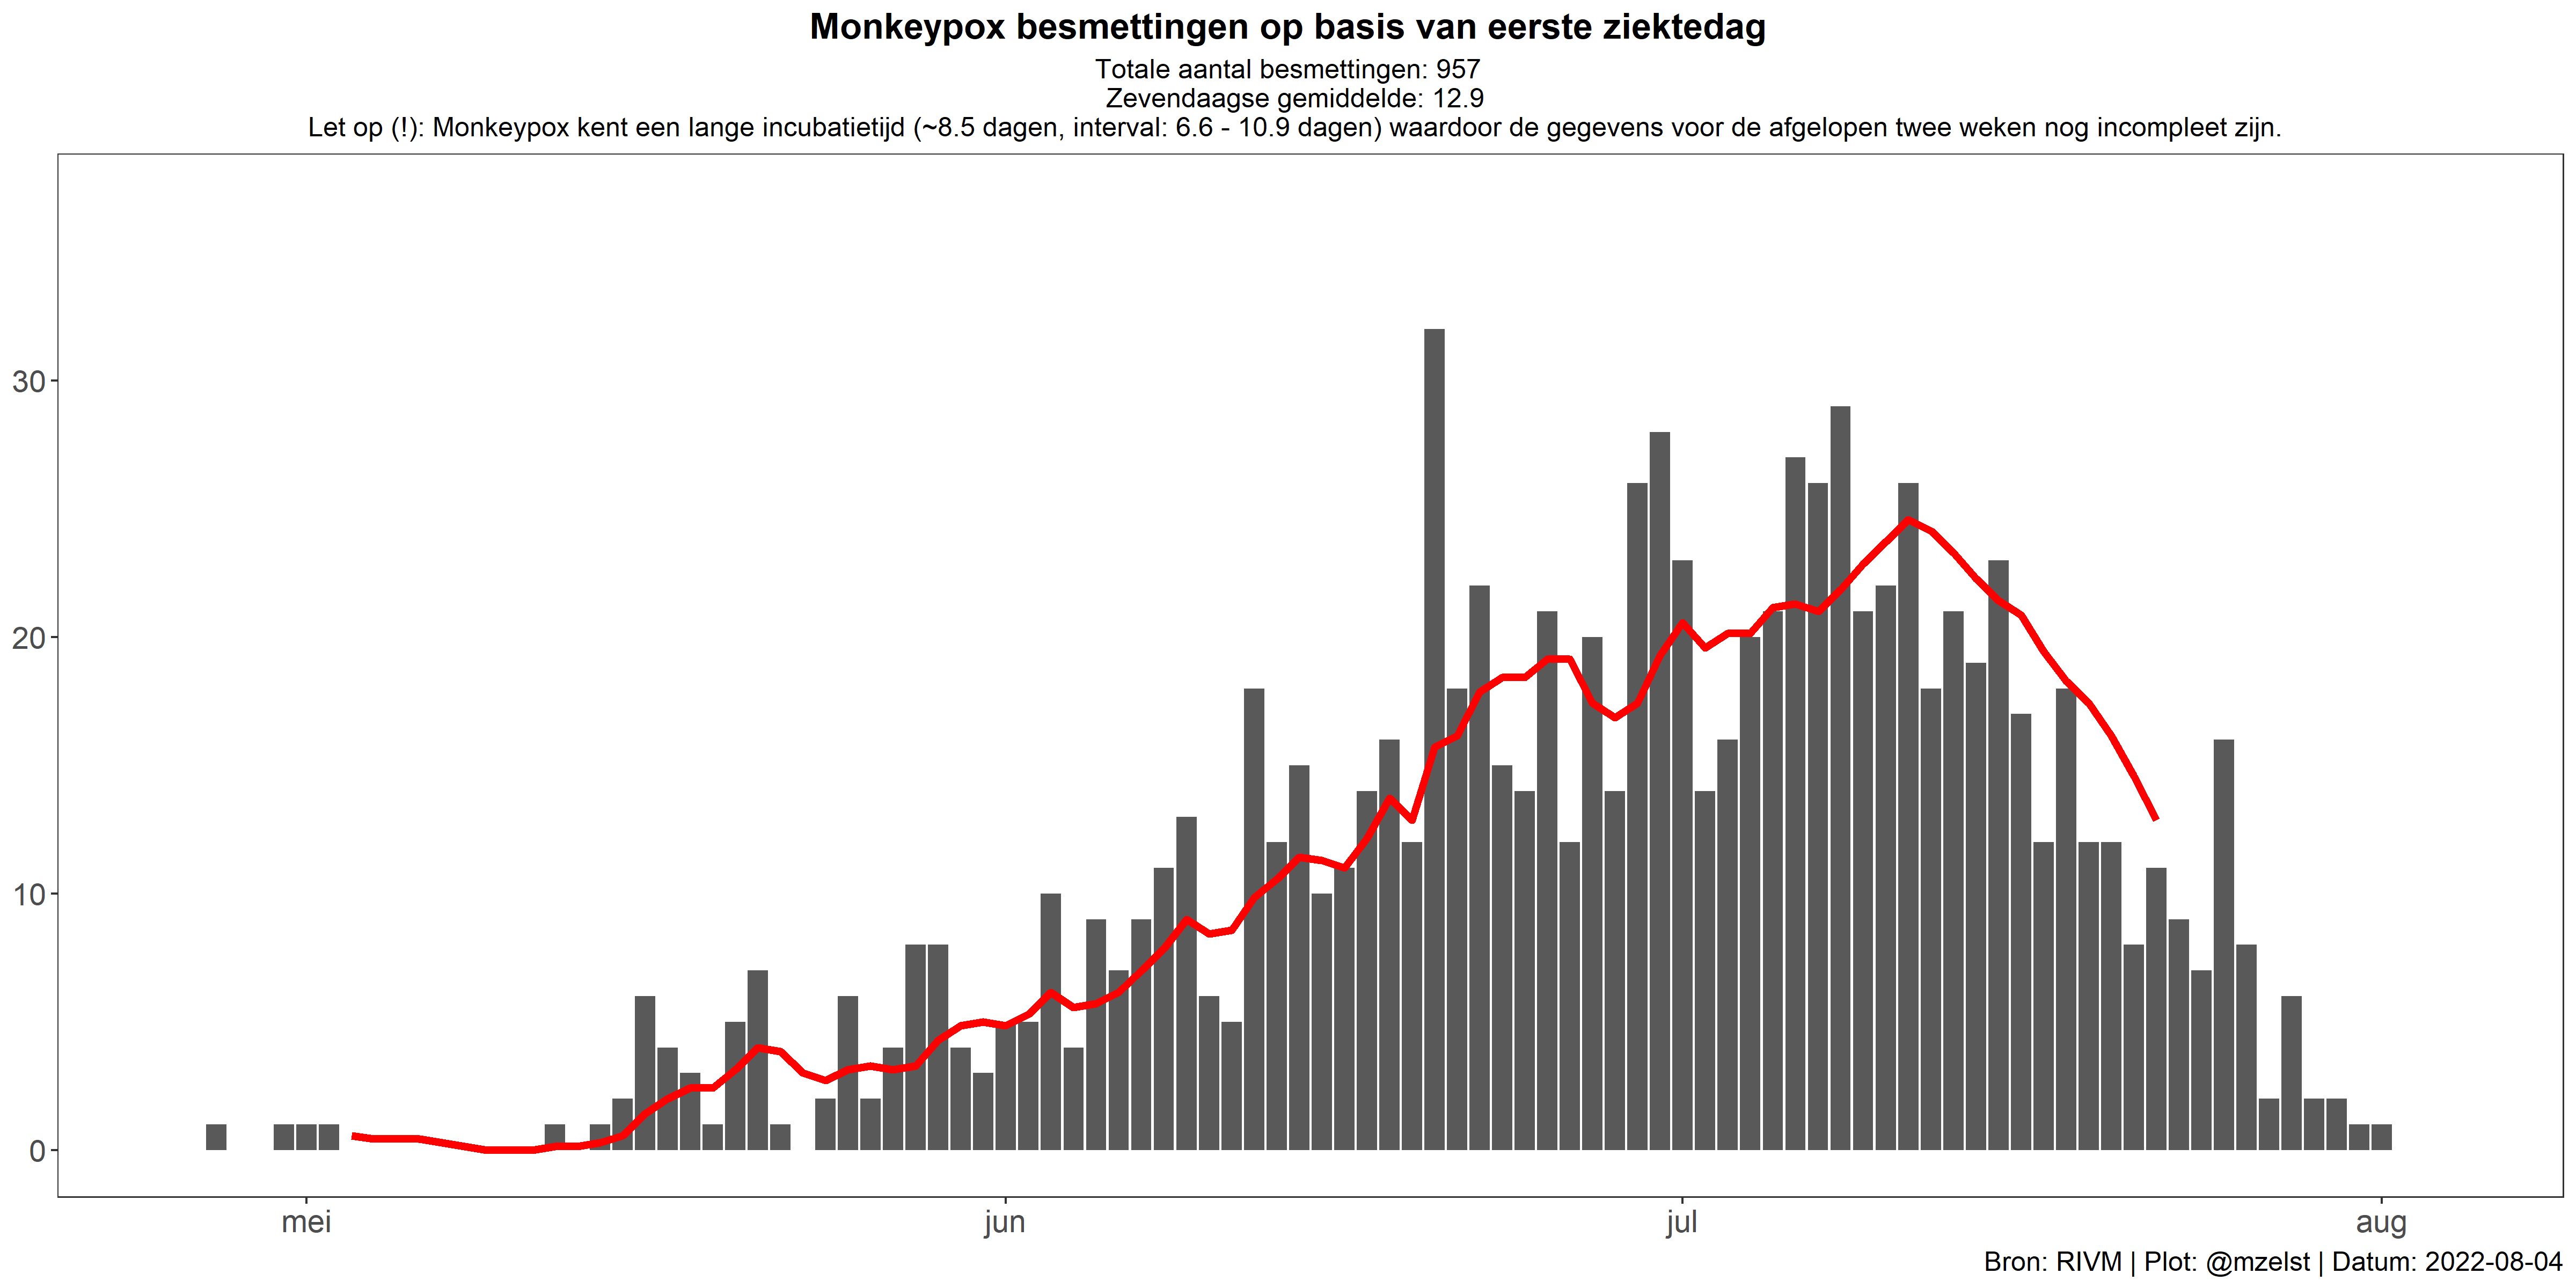 Monkeypox besmettingen op basis van eerste ziektedag
Totale aantal besmettingen: 957
Zevendaagse gemiddelde: 12.9
Let op (!): Monkeypox kent een lange incubatietijd (~8.5 dagen, interval: 6.6 - 10.9 dagen) waardoor de gegevens voor de afgelopen twee weken nog incompleet zijn.
30
20
10
0
mei jun jul aug
Bron: RIVM | Plot: @mzelst | Datum: 2022-08-04